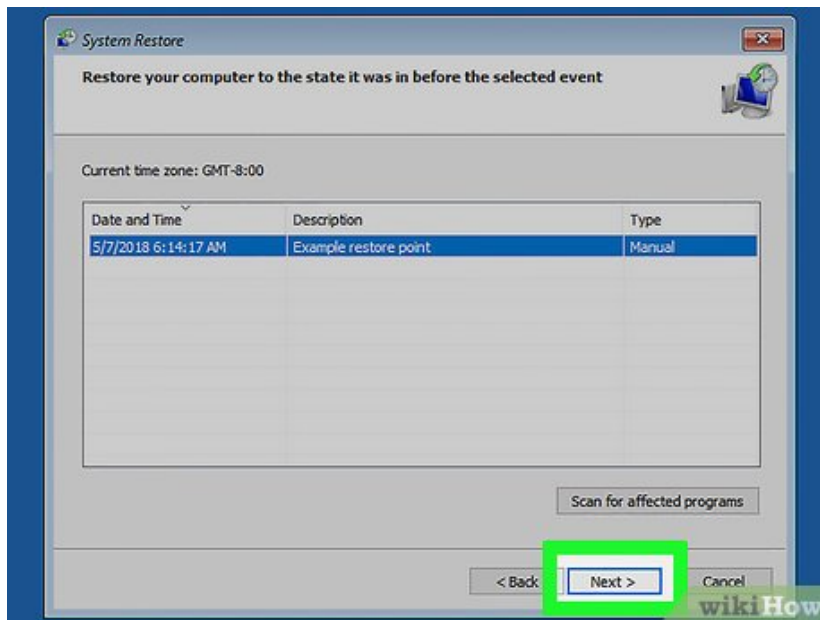 System Restore
Restore your computer to the state it was in before the selected event
Current time zone: GMT-8:00
Date and Time Description Type
5/7/2018 6:14:17 AM Example restore point Manual
Scan for affected programs
< Back Next > Cancel
wikiHow